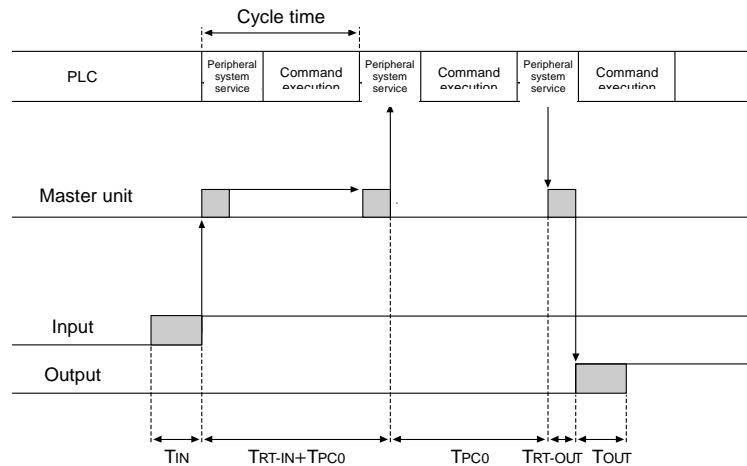 Cycle time
PLC
Peripheral
system
service
Command
execution
Peripheral
system
service
Command
execution
Peripheral
system
service
Command
execution
Master unit
Input
Output
TIN
TRT-IN+TPC0
TPC0
TRT-OUT
TOUT